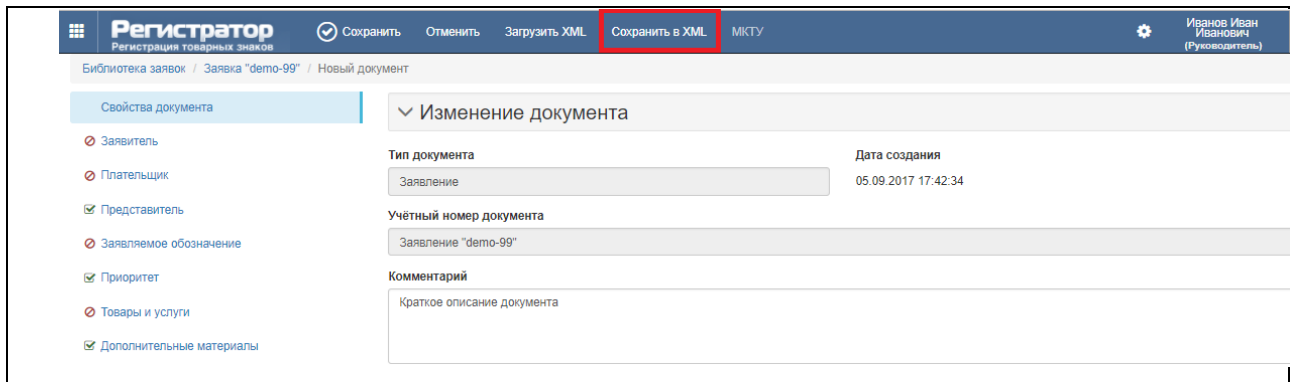 Регистратор
Регистрация товарных знаков
Сохранить Отменить Загрузить XML Сохранить в XML МКТУ
Иванов Иван
Иванович
(Руководитель)
Библиотека заявок / Заявка "demo-99" / Новый документ
Свойства документа
Заявитель
Плательщик
Представитель
Заявляемое обозначение
Приоритет
Товары и услуги
Дополнительные материалы
Изменение документа
Тип документа
Заявление
Дата создания
05.09.2017 17:42:34
Учётный номер документа
Заявление "demo-99"
Комментарий
Краткое описание документа